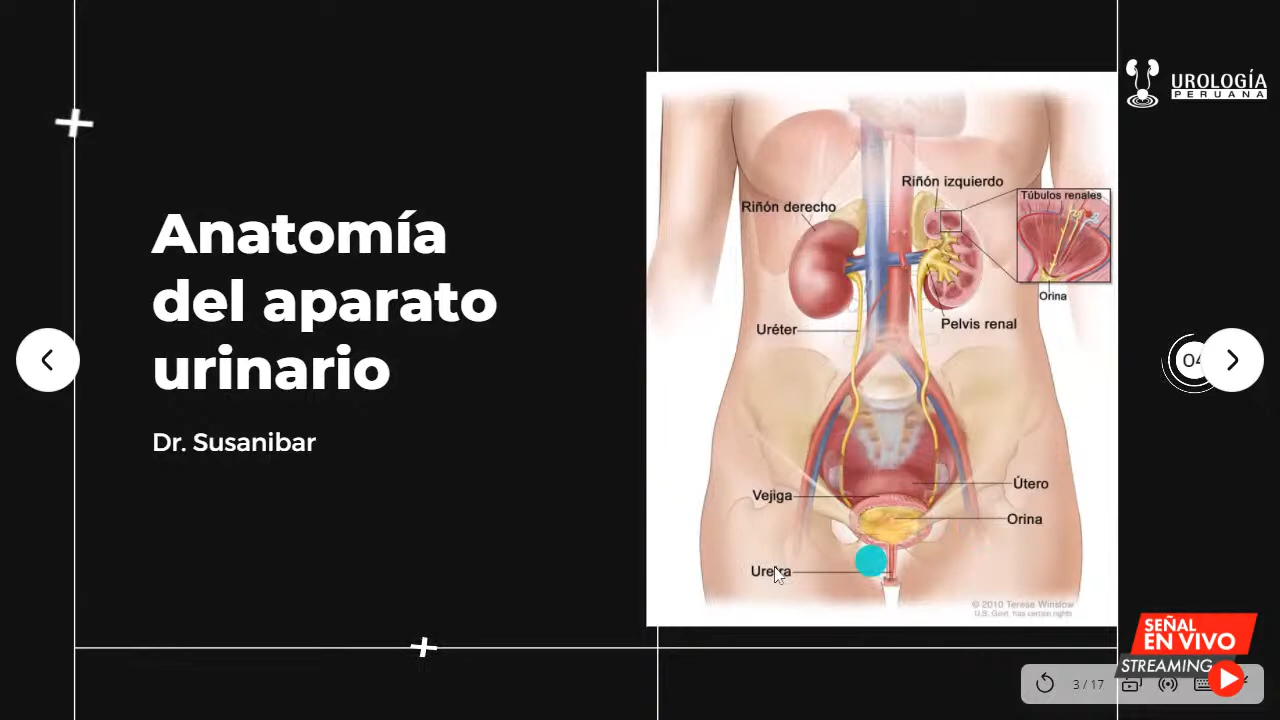 UROLOGÍA
PERUANA
Anatomía
del aparato
urinario
Dr. Susanibar
Riñón izquierdo
Túbulos renales
Riñón derecho
Orina
Pelvis renal
Uréter
Útero
Vejiga
Orina
Uretra
© 2010 Terese Winslow
U.S. Govt. has certain rights
04
SEÑAL
EN VIVO
STREAMING
3 / 17